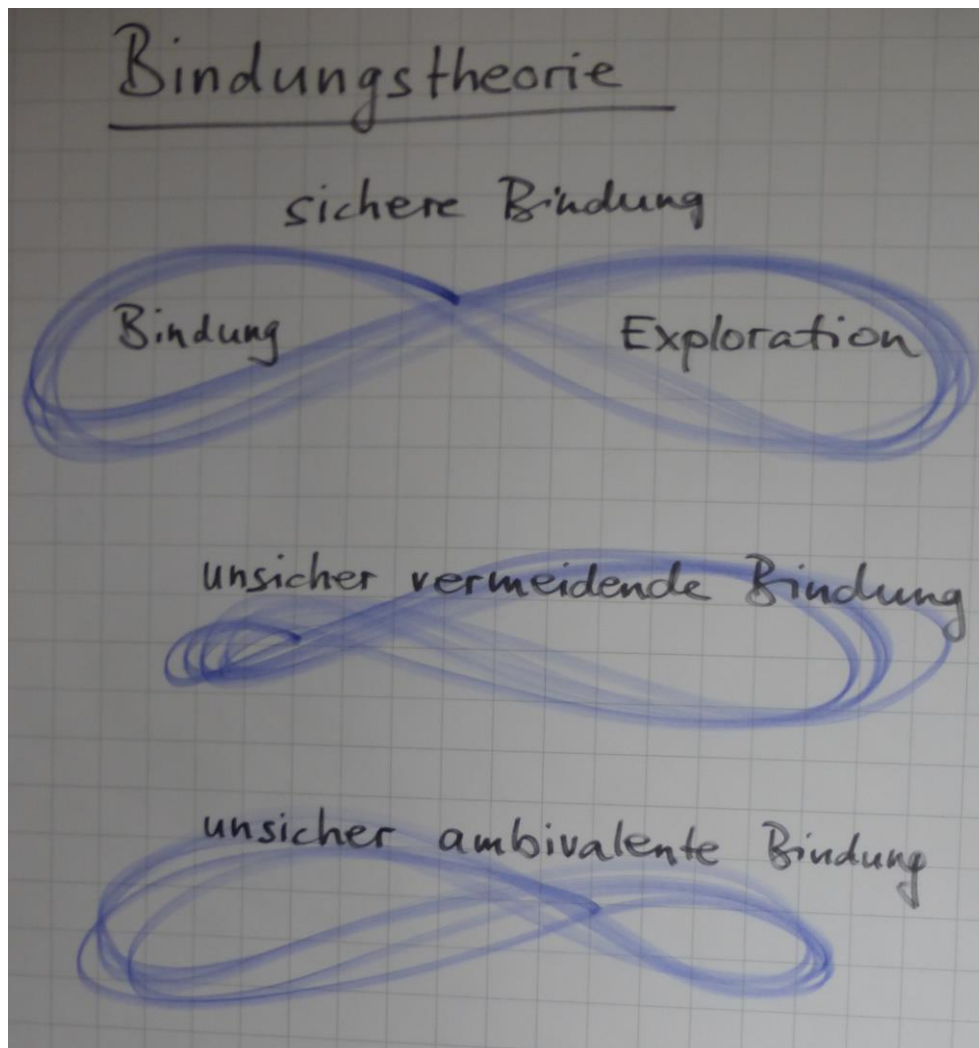 Bindungstheorie
sichere Bindung
Bindung Exploration
unsicher vermeidende Bindung
unsicher ambivalente Bindung